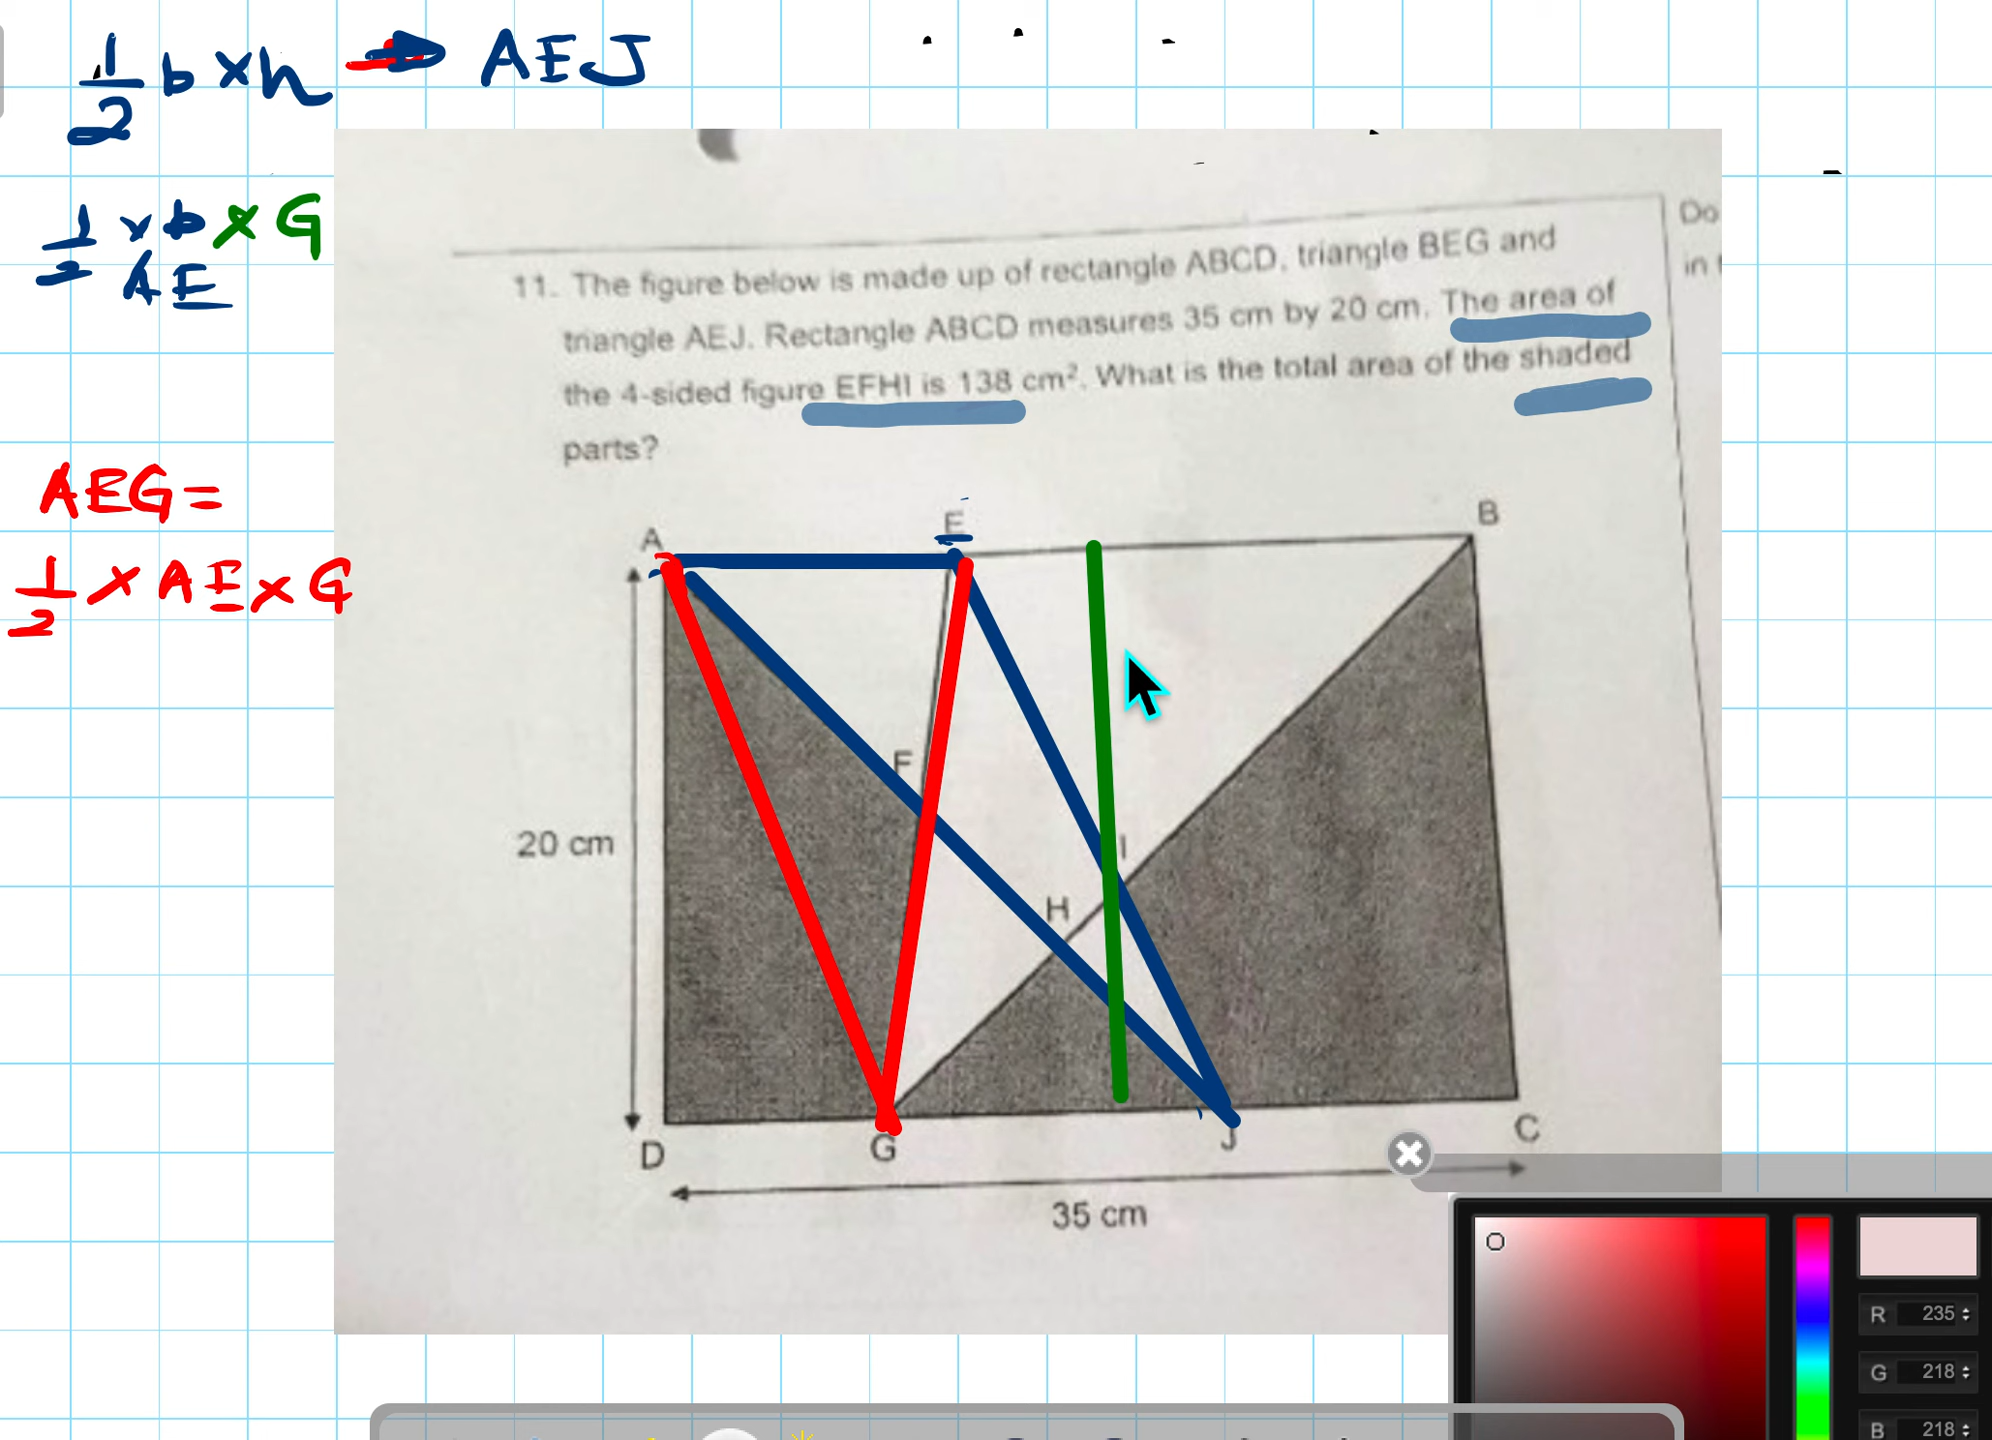 1/2 b × h → AEJ
1/2 × b × G
AE
Do
in
11. The figure below is made up of rectangle ABCD, triangle BEG and
triangle AEJ. Rectangle ABCD measures 35 cm by 20 cm. The area of
the 4-sided figure EFHI is 138 cm². What is the total area of the shaded
parts?
AEG =
1/2 × AE × G
A
E
B
F
20 cm
I
H
D
G
J
C
35 cm
R 235
G 218
B 218